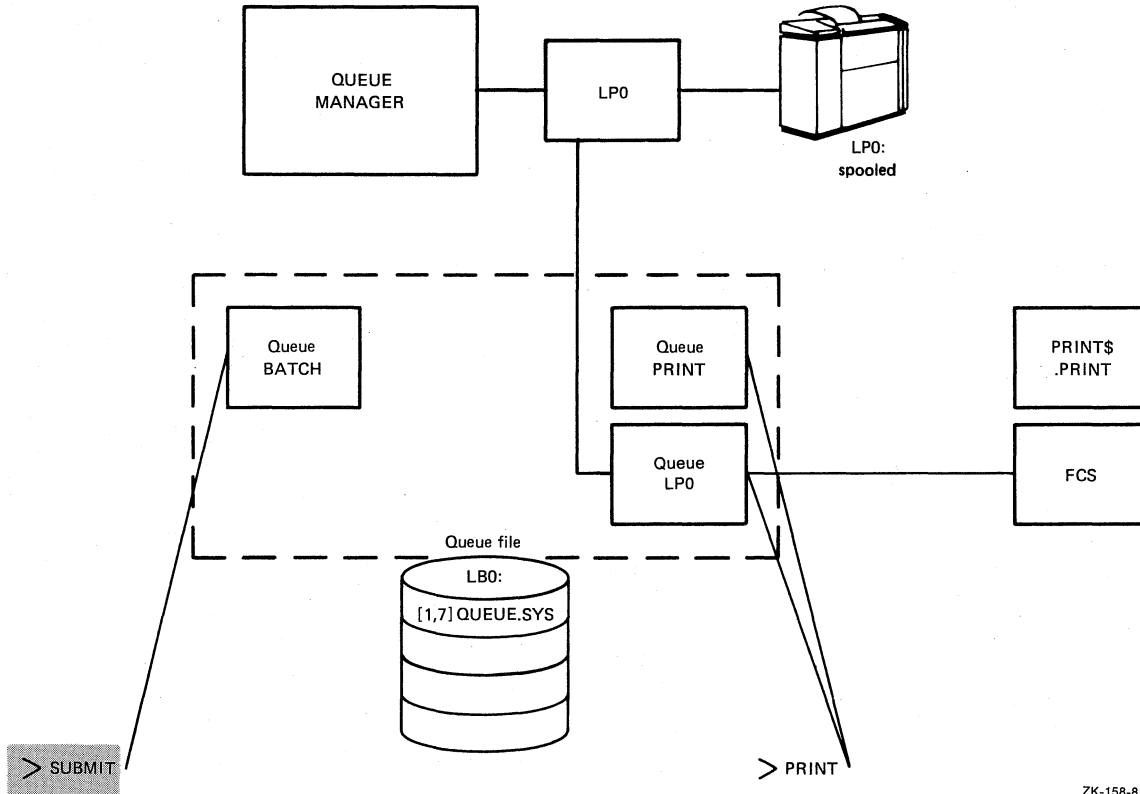 QUEUE
MANAGER
LP0
LP0:
spooled
Queue
BATCH
Queue
PRINT
PRINT$
.PRINT
Queue
LP0
FCS
Queue file
LB0:
[1,7] QUEUE.SYS
> SUBMIT
> PRINT
ZK-158-8